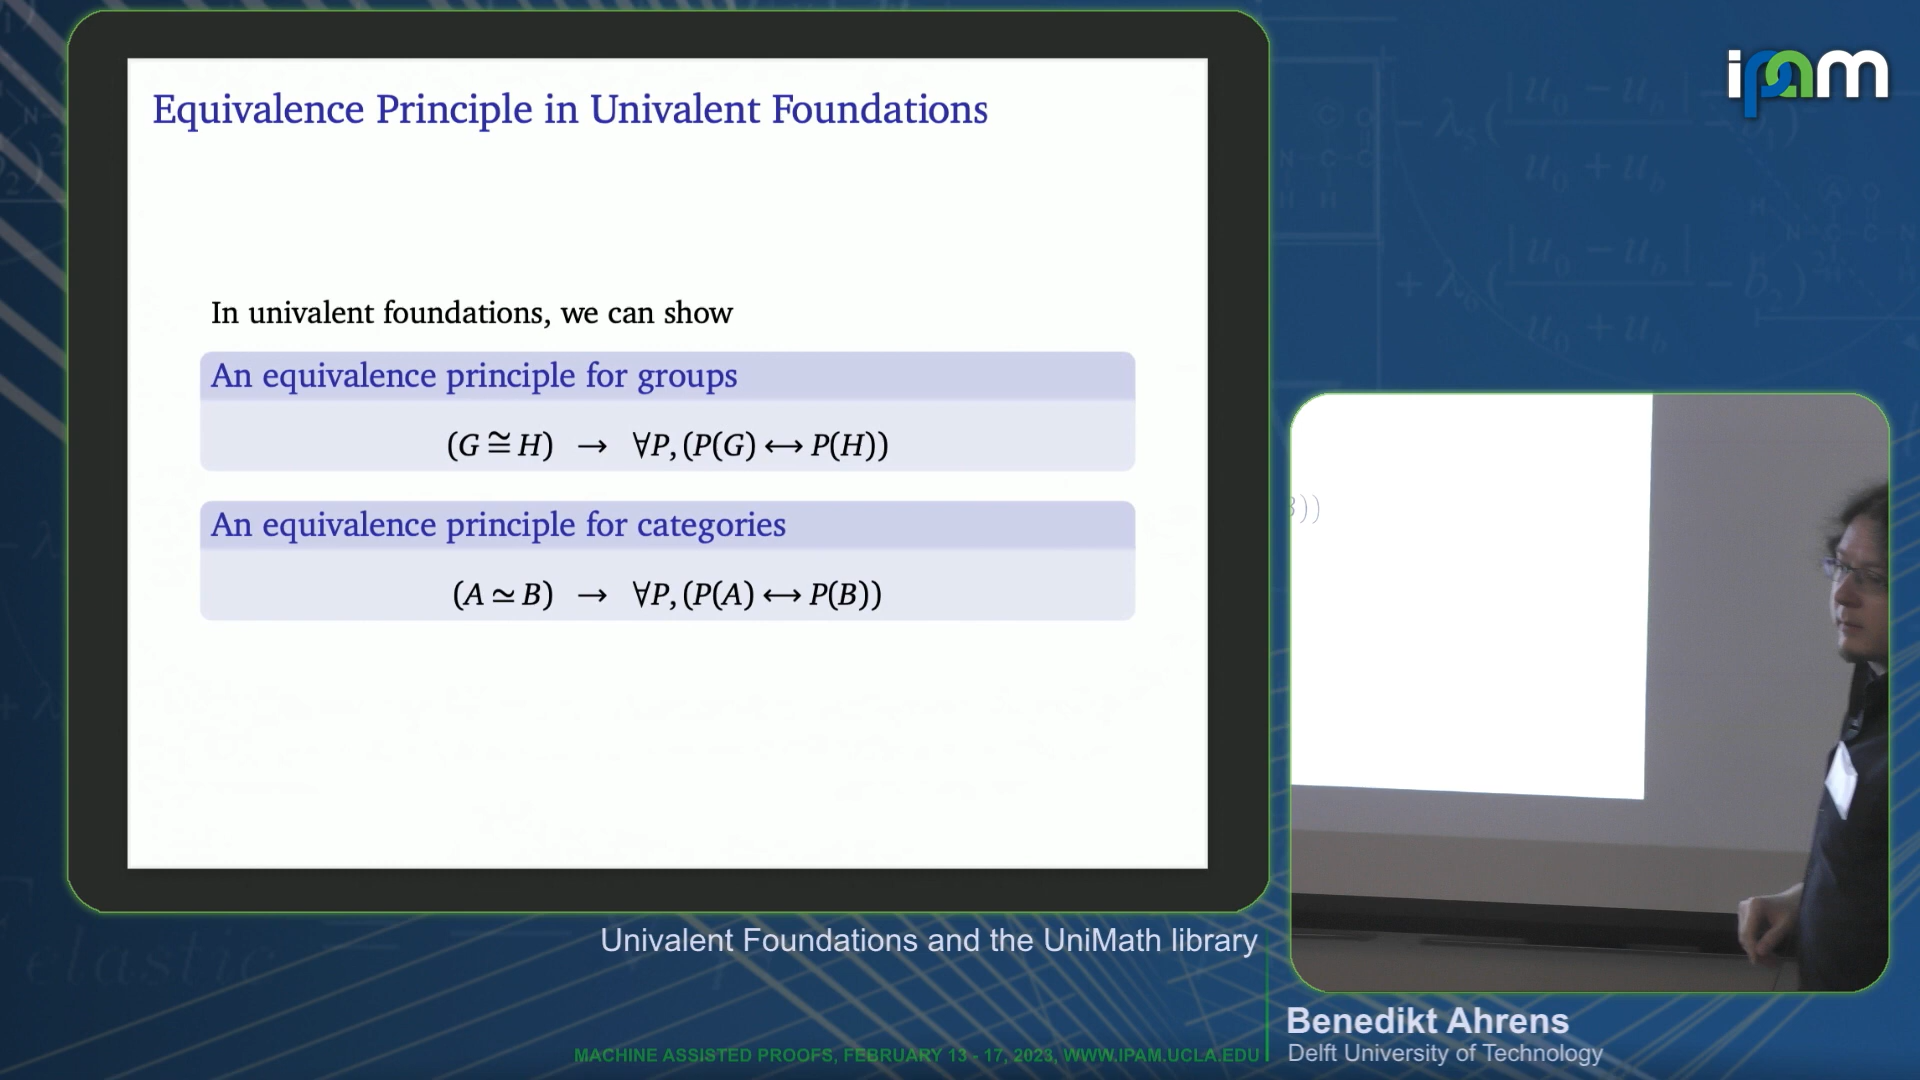 Equivalence Principle in Univalent Foundations
In univalent foundations, we can show
An equivalence principle for groups
(G ≅ H) → ∀P, (P(G) ⟷ P(H))
An equivalence principle for categories
(A ≃ B) → ∀P, (P(A) ⟷ P(B))
ipam
))
Univalent Foundations and the UniMath library
Benedikt Ahrens
Delft University of Technology
MACHINE ASSISTED PROOFS, FEBRUARY 13 - 17, 2023, WWW.IPAM.UCLA.EDU
elastic